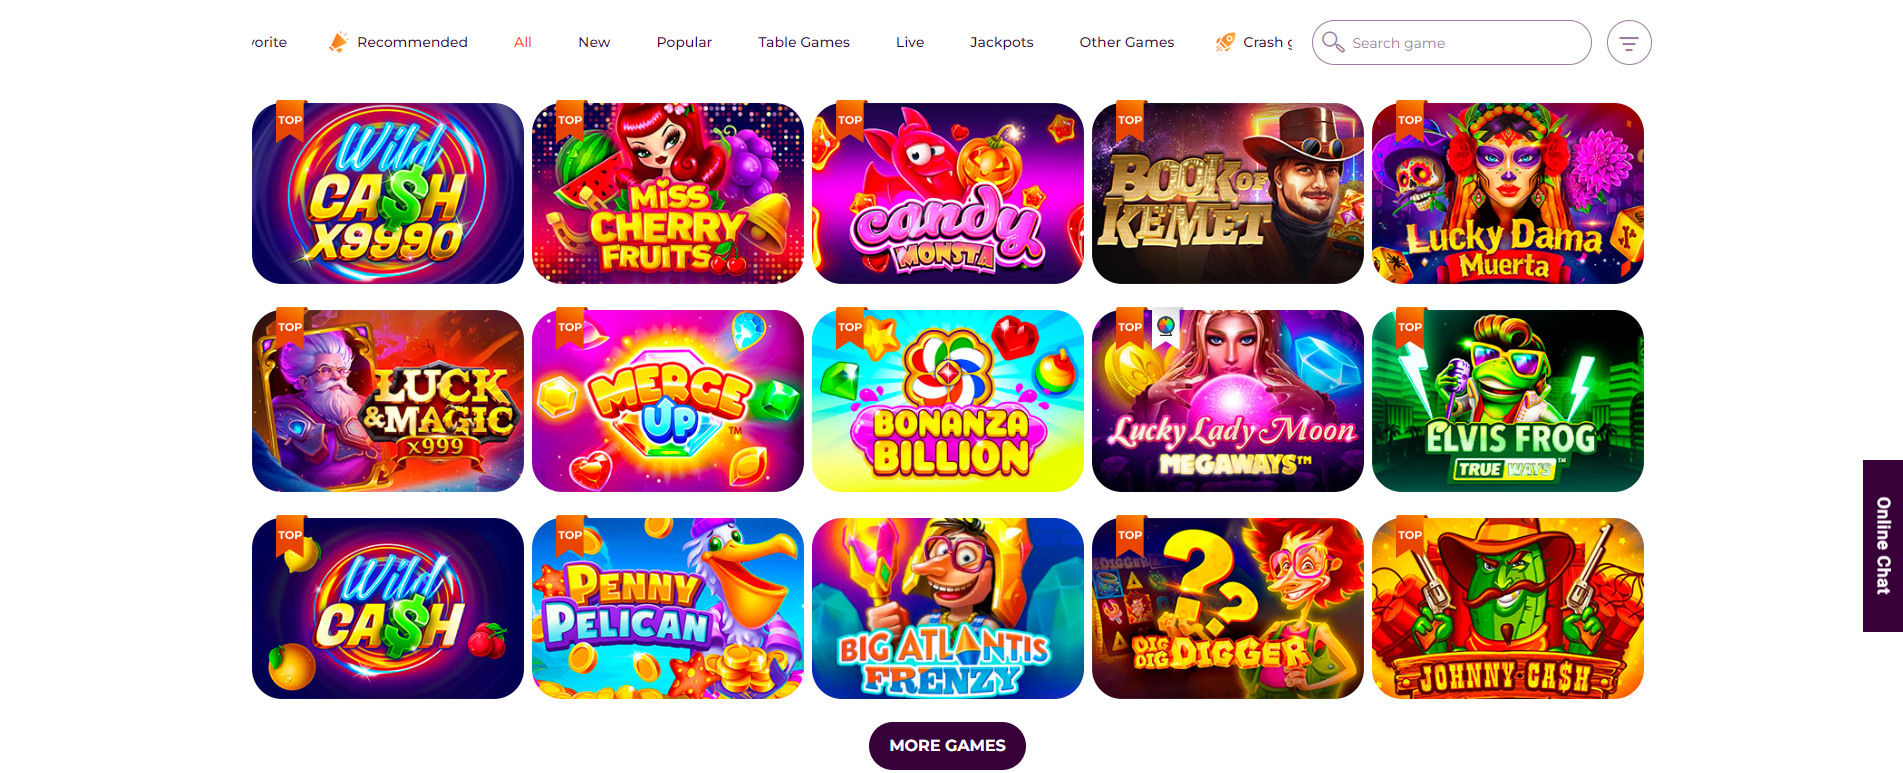 vorite
Recommended
All
New
Popular
Table Games
Live
Jackpots
Other Games
Crash g
Search game
TOP
Wild
CA$H
X9990
TOP
MISS
CHERRY
FRUITS
TOP
candy
MONSTA
TOP
BOOK OF
KEMET
TOP
Lucky Dama
Muerta
TOP
LUCK
& MAGIC
x999
TOP
MERGE
UP™
TOP
BONANZA
BILLION
TOP
Lucky Lady Moon
MEGAWAYS™
TOP
ELVIS FROG
TRUE WAYS™
TOP
Wild
CA$H
TOP
PENNY
PELICAN
BIG ATLANTIS
FRENZY
TOP
DIGGER
DIG
DIG DIGGER
TOP
JOHNNY CA$H
MORE GAMES
Online Chat